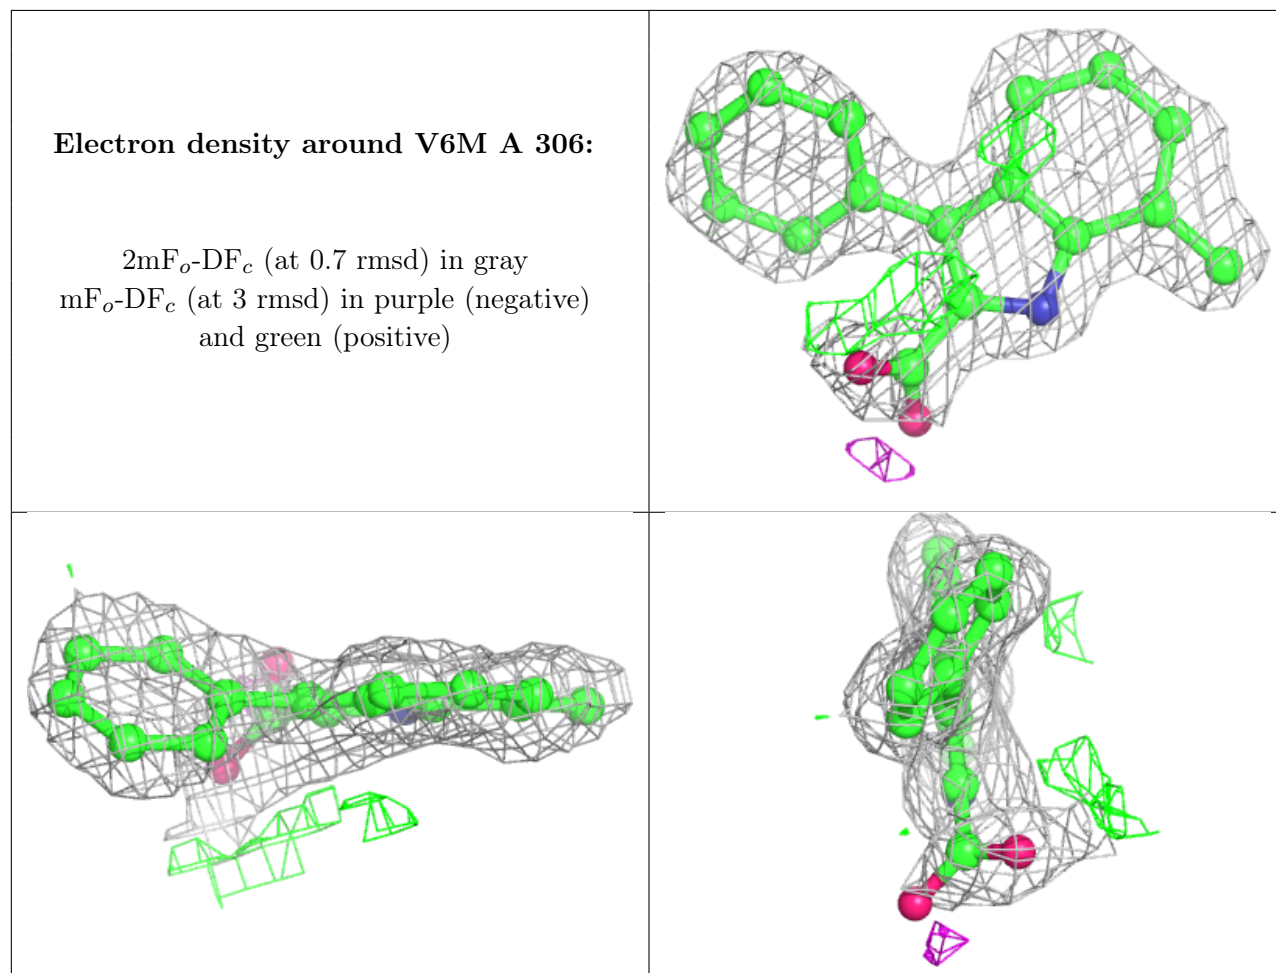 Electron density around V6M A 306:
2mFo-DFc (at 0.7 rmsd) in gray
mFo-DFc (at 3 rmsd) in purple (negative)
and green (positive)